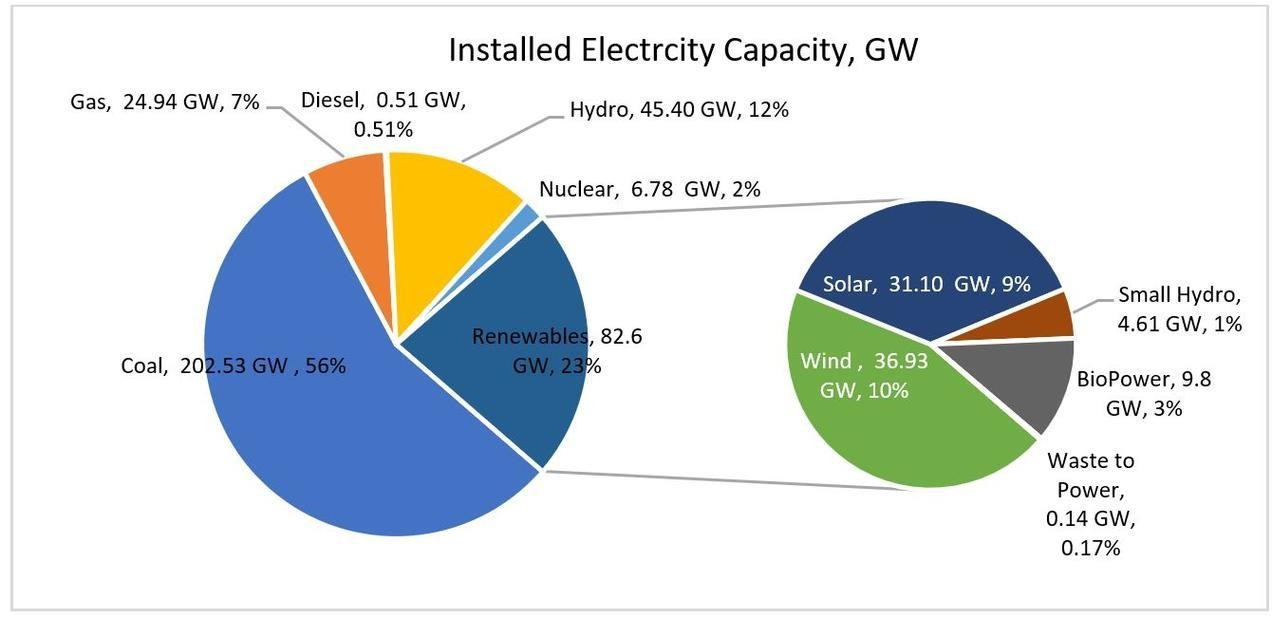 Installed Electrcity Capacity, GW
Gas, 24.94 GW, 7%
Diesel, 0.51 GW,
0.51%
Hydro, 45.40 GW, 12%
Nuclear, 6.78 GW, 2%
Renewables, 82.6
GW, 23%
Coal, 202.53 GW , 56%
Solar, 31.10 GW, 9%
Small Hydro,
4.61 GW, 1%
Wind , 36.93
GW, 10%
BioPower, 9.8
GW, 3%
Waste to
Power,
0.14 GW,
0.17%